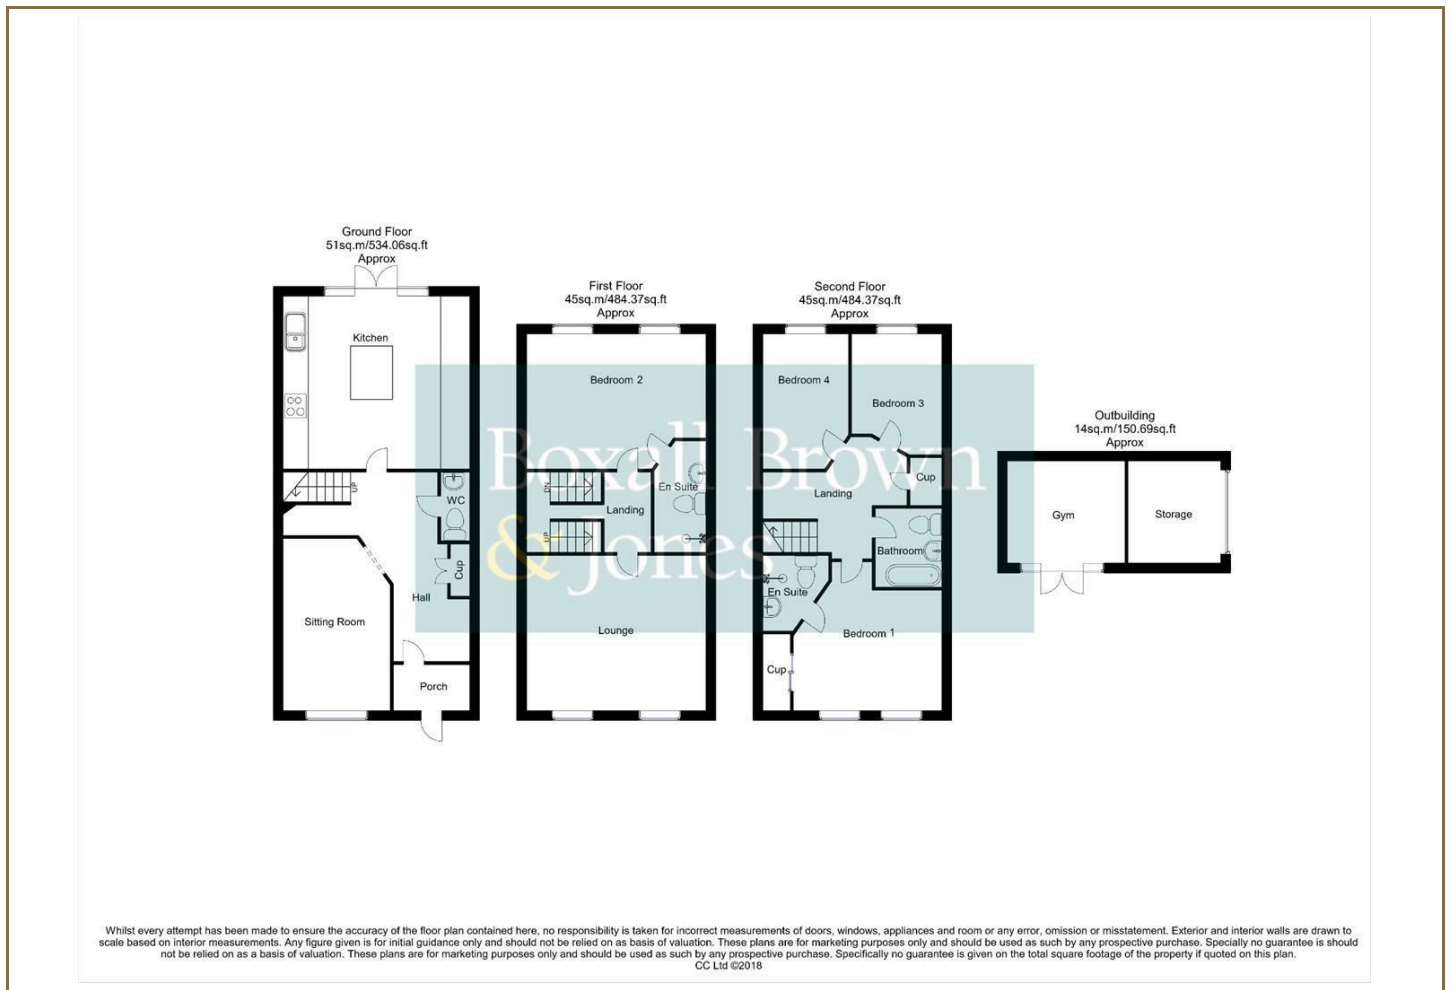 Ground Floor
51sq.m/534.06sq.ft
Approx
Kitchen
UP
WC
Cup
Hall
Sitting Room
Porch
First Floor
45sq.m/484.37sq.ft
Approx
Bedroom 2
DN
En Suite
Landing
UP
Lounge
Second Floor
45sq.m/484.37sq.ft
Approx
Bedroom 4
Bedroom 3
Cup
Landing
Bathroom
En Suite
Bedroom 1
Cup
Outbuilding
14sq.m/150.69sq.ft
Approx
Gym
Storage
Boxall Brown
& Jones
Whilst every attempt has been made to ensure the accuracy of the floor plan contained here, no responsibility is taken for incorrect measurements of doors, windows, appliances and room or any error, omission or misstatement. Exterior and interior walls are drawn to
scale based on interior measurements. Any figure given is for initial guidance only and should not be relied on as basis of valuation. These plans are for marketing purposes only and should be used as such by any prospective purchase. Specially no guarantee is should
not be relied on as a basis of valuation. These plans are for marketing purposes only and should be used as such by any prospective purchase. Specifically no guarantee is given on the total square footage of the property if quoted on this plan.
CC Ltd ©2018